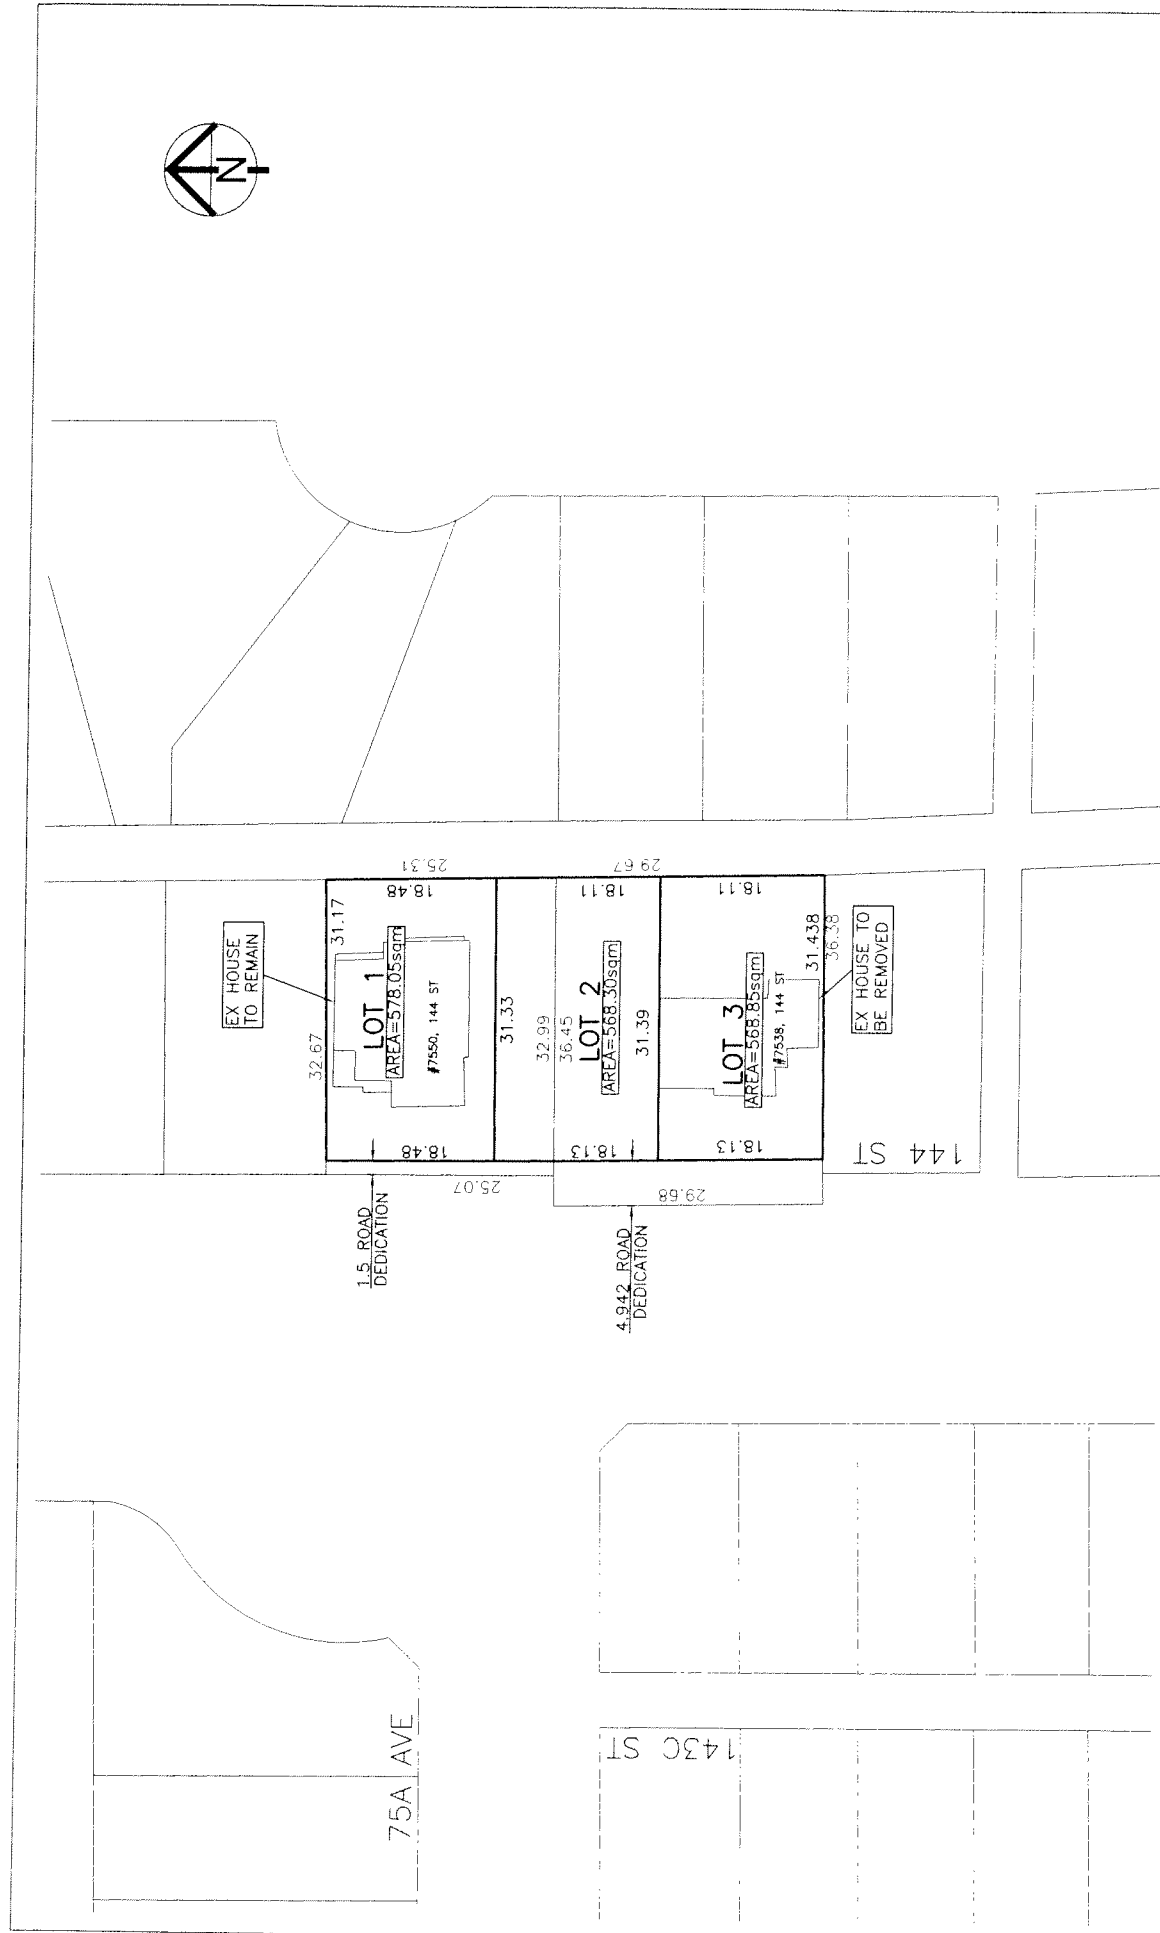 N
EX HOUSE
TO REMAIN
25.31
18.48
31.17
32.67
LOT 1
AREA=578.05sqm
#7550, 144 ST
18.48
31.33
25.07
1.5 ROAD
DEDICATION
29.67
18.11
32.99
36.45
LOT 2
AREA=568.30sqm
18.13
31.39
4.942 ROAD
DEDICATION
29.68
18.11
LOT 3
AREA=568.85sqm
#7538, 144 ST
18.13
31.438
36.38
EX HOUSE TO
BE REMOVED
144 ST
75A AVE
143C ST